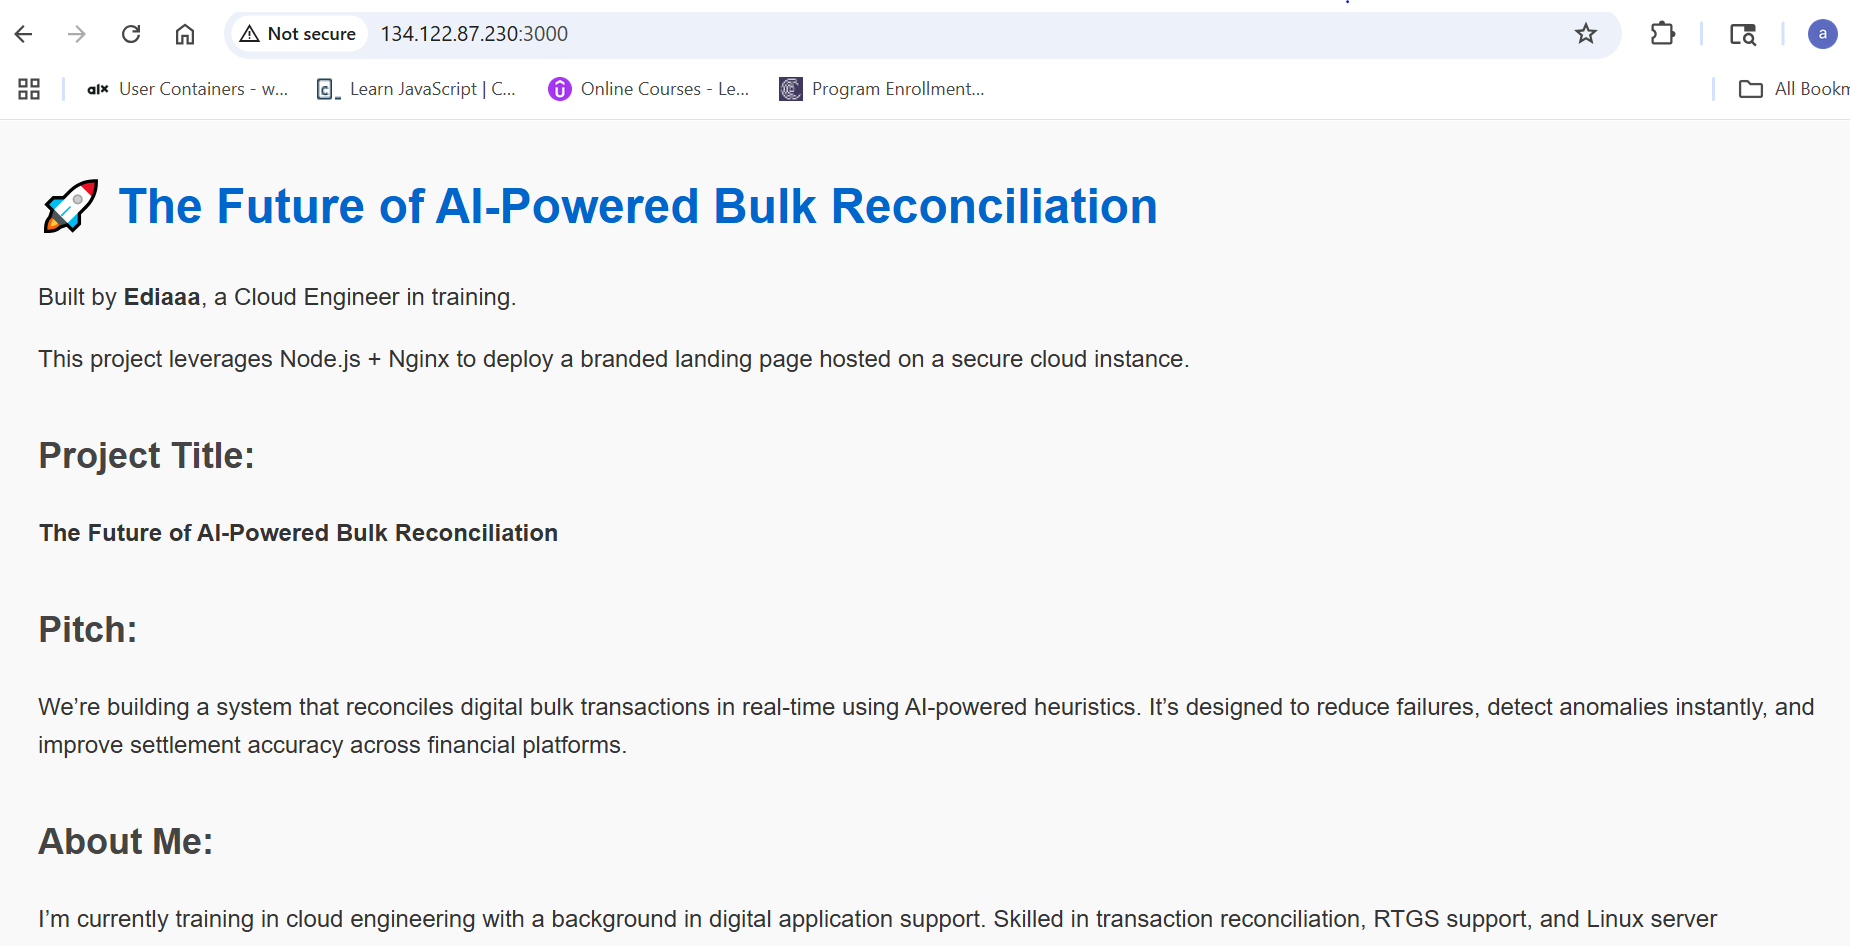 Not secure 134.122.87.230:3000
a
alx User Containers - w... Learn JavaScript | C... Online Courses - Le... Program Enrollment... All Bookm
The Future of AI-Powered Bulk Reconciliation
Built by Ediaaa, a Cloud Engineer in training.
This project leverages Node.js + Nginx to deploy a branded landing page hosted on a secure cloud instance.
Project Title:
The Future of AI-Powered Bulk Reconciliation
Pitch:
We’re building a system that reconciles digital bulk transactions in real-time using AI-powered heuristics. It’s designed to reduce failures, detect anomalies instantly, and
improve settlement accuracy across financial platforms.
About Me:
I’m currently training in cloud engineering with a background in digital application support. Skilled in transaction reconciliation, RTGS support, and Linux server